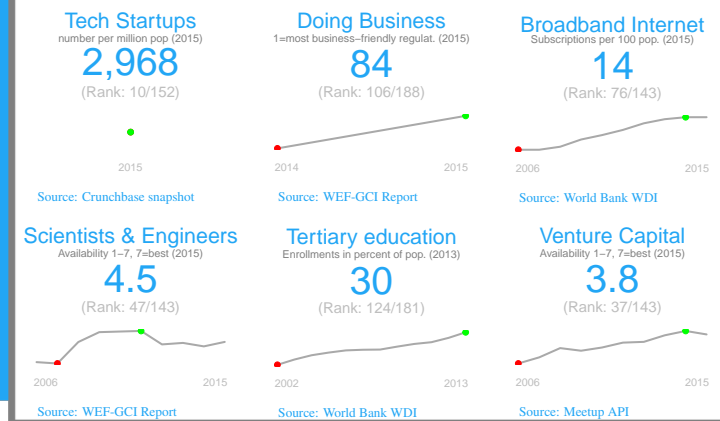 Tech Startups
number per million pop (2015)
2,968
(Rank: 10/152)
2015
Source: Crunchbase snapshot
Doing Business
1=most business−friendly regulat. (2015)
84
(Rank: 106/188)
2014 2015
Source: WEF-GCI Report
Broadband Internet
Subscriptions per 100 pop. (2015)
14
(Rank: 76/143)
2006 2015
Source: World Bank WDI
Scientists & Engineers
Availability 1−7, 7=best (2015)
4.5
(Rank: 47/143)
2006 2015
Source: WEF-GCI Report
Tertiary education
Enrollments in percent of pop. (2013)
30
(Rank: 124/181)
2002 2013
Source: World Bank WDI
Venture Capital
Availability 1−7, 7=best (2015)
3.8
(Rank: 37/143)
2006 2015
Source: Meetup API